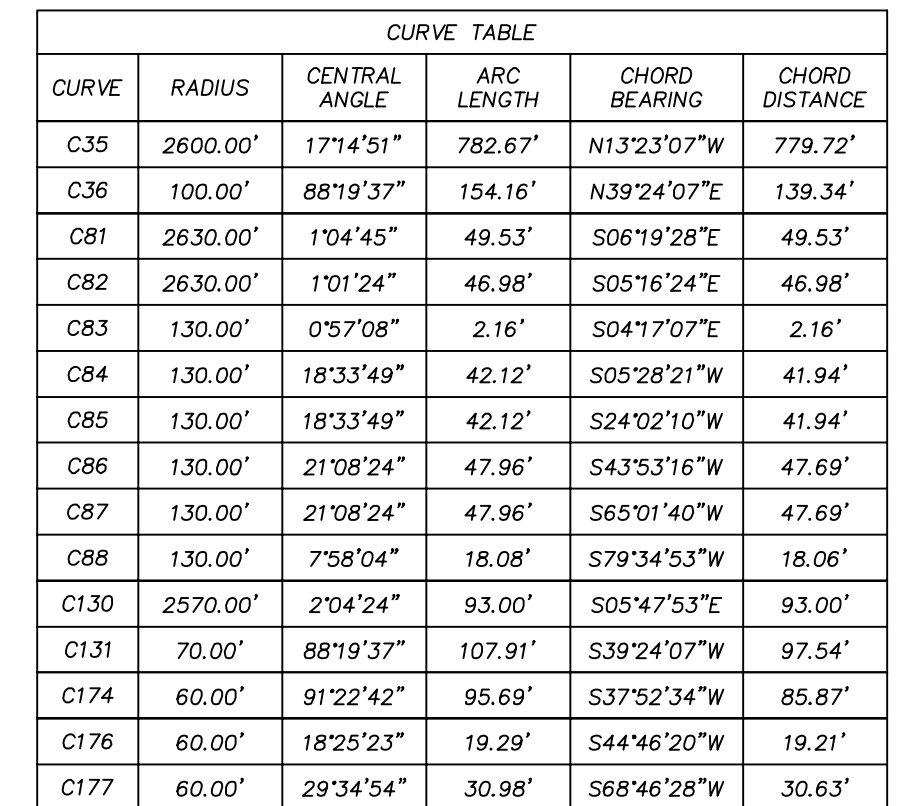 CURVE TABLE
CURVE RADIUS CENTRAL ANGLE ARC LENGTH CHORD BEARING CHORD DISTANCE
C35 2600.00' 17°14'51" 782.67' N13°23'07"W 779.72'
C36 100.00' 88°19'37" 154.16' N39°24'07"E 139.34'
C81 2630.00' 1°04'45" 49.53' S06°19'28"E 49.53'
C82 2630.00' 1°01'24" 46.98' S05°16'24"E 46.98'
C83 130.00' 0°57'08" 2.16' S04°17'07"E 2.16'
C84 130.00' 18°33'49" 42.12' S05°28'21"W 41.94'
C85 130.00' 18°33'49" 42.12' S24°02'10"W 41.94'
C86 130.00' 21°08'24" 47.96' S43°53'16"W 47.69'
C87 130.00' 21°08'24" 47.96' S65°01'40"W 47.69'
C88 130.00' 7°58'04" 18.08' S79°34'53"W 18.06'
C130 2570.00' 2°04'24" 93.00' S05°47'53"E 93.00'
C131 70.00' 88°19'37" 107.91' S39°24'07"W 97.54'
C174 60.00' 91°22'42" 95.69' S37°52'34"W 85.87'
C176 60.00' 18°25'23" 19.29' S44°46'20"W 19.21'
C177 60.00' 29°34'54" 30.98' S68°46'28"W 30.63'